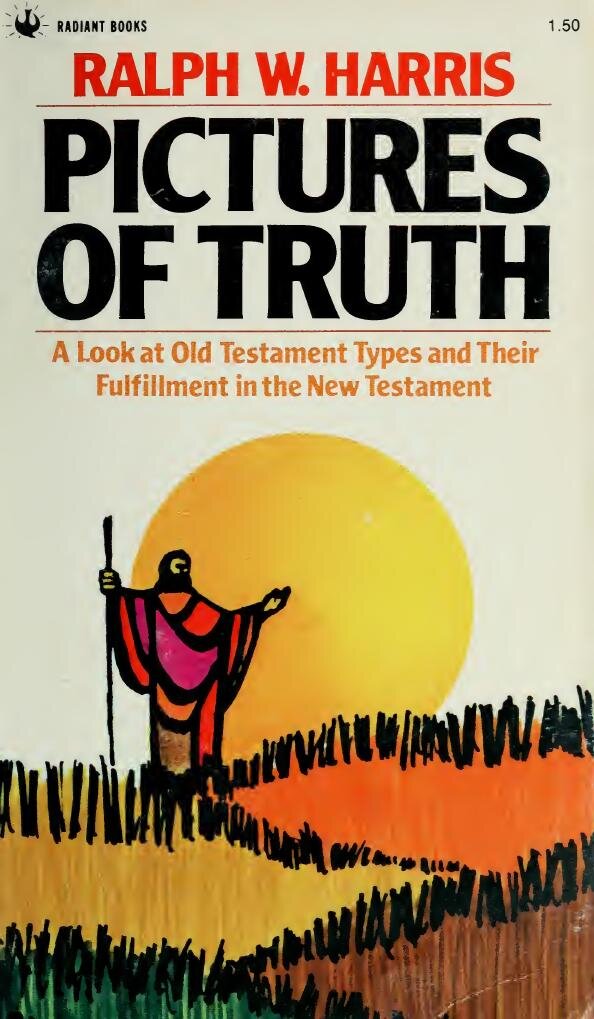 RADIANT BOOKS
1.50
RALPH W. HARRIS
PICTURES
OF TRUTH
A Look at Old Testament Types and Their
Fulfillment in the New Testament